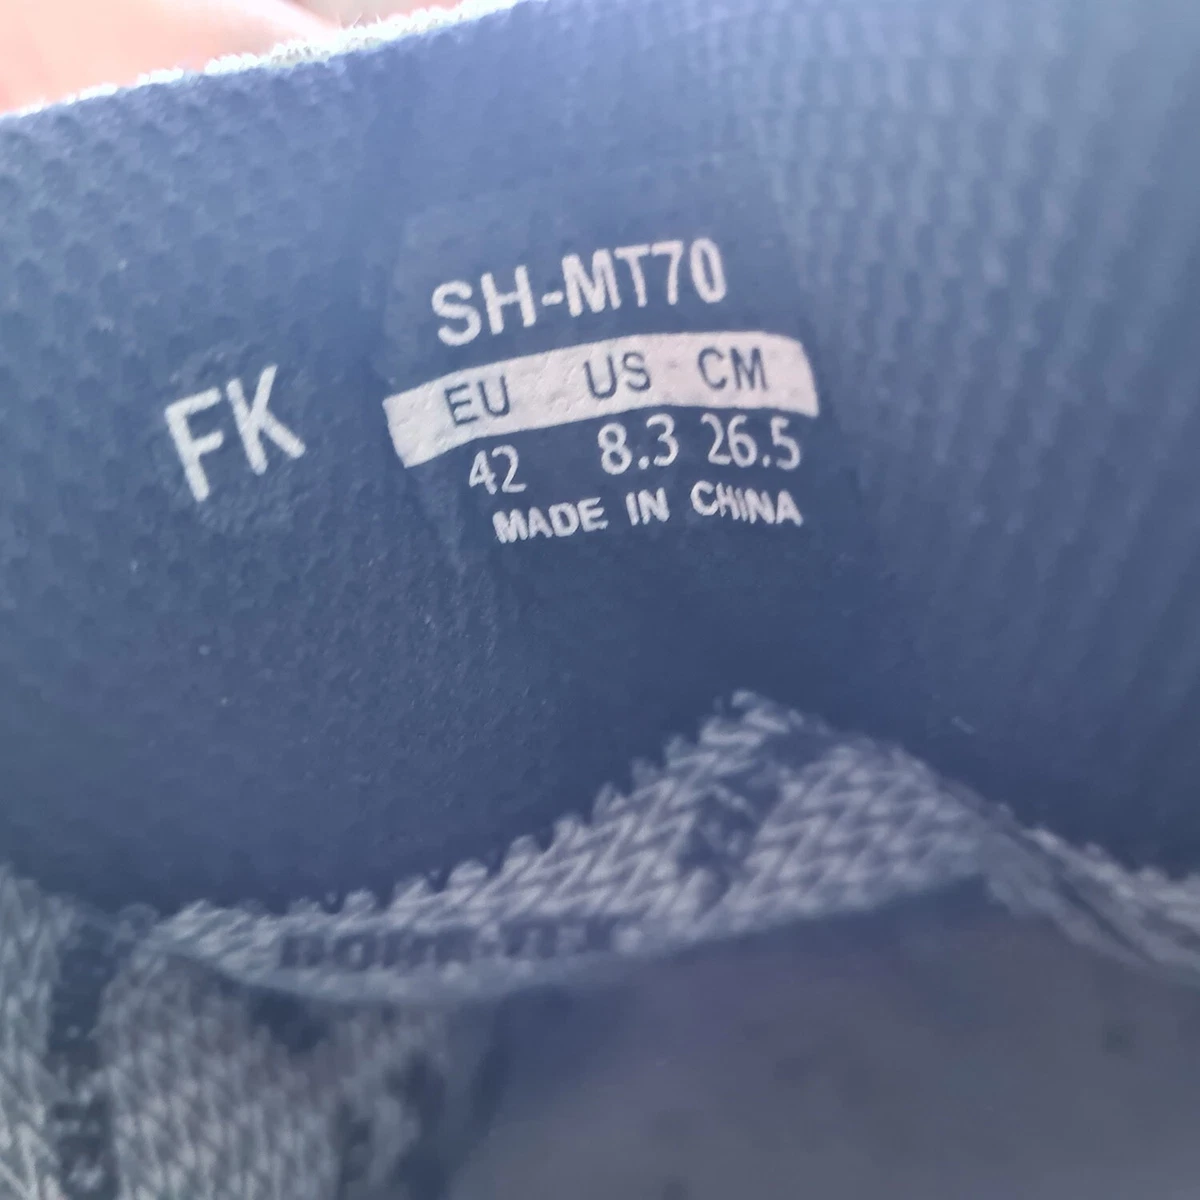 SH-MT70
FK
EU US CM
42 8.3 26.5
MADE IN CHINA